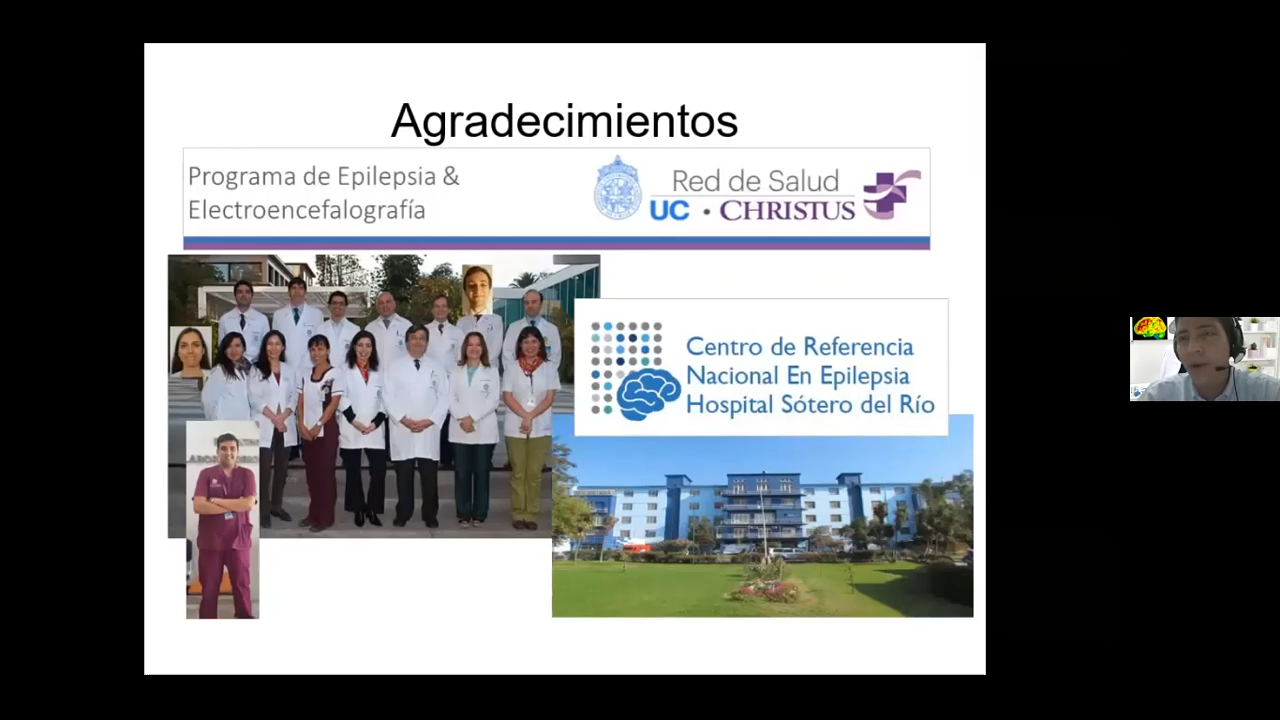 Agradecimientos
Programa de Epilepsia &
Electroencefalografía
Red de Salud
UC • CHRISTUS
Centro de Referencia
Nacional En Epilepsia
Hospital Sótero del Río